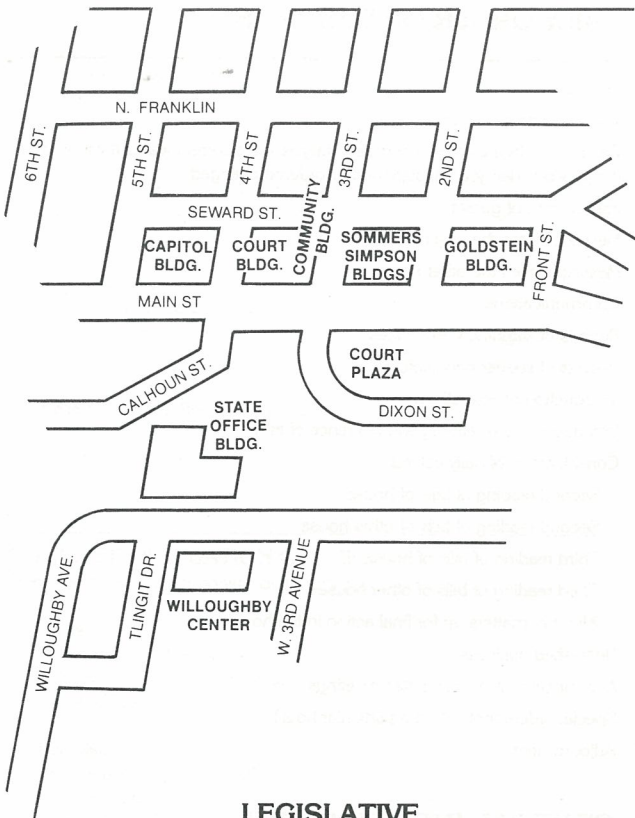 N. FRANKLIN
6TH ST.
5TH ST.
4TH ST.
3RD ST.
2ND ST.
SEWARD ST.
CAPITOL
BLDG.
COURT
BLDG.
COMMUNITY
BLDG.
SOMMERS
SIMPSON
BLDGS.
GOLDSTEIN
BLDG.
FRONT ST.
MAIN ST
CALHOUN ST.
COURT
PLAZA
DIXON ST.
STATE
OFFICE
BLDG.
WILLOUGHBY AVE.
TLINGIT DR.
WILLOUGHBY
CENTER
W. 3RD AVENUE
LEGISLATIVE